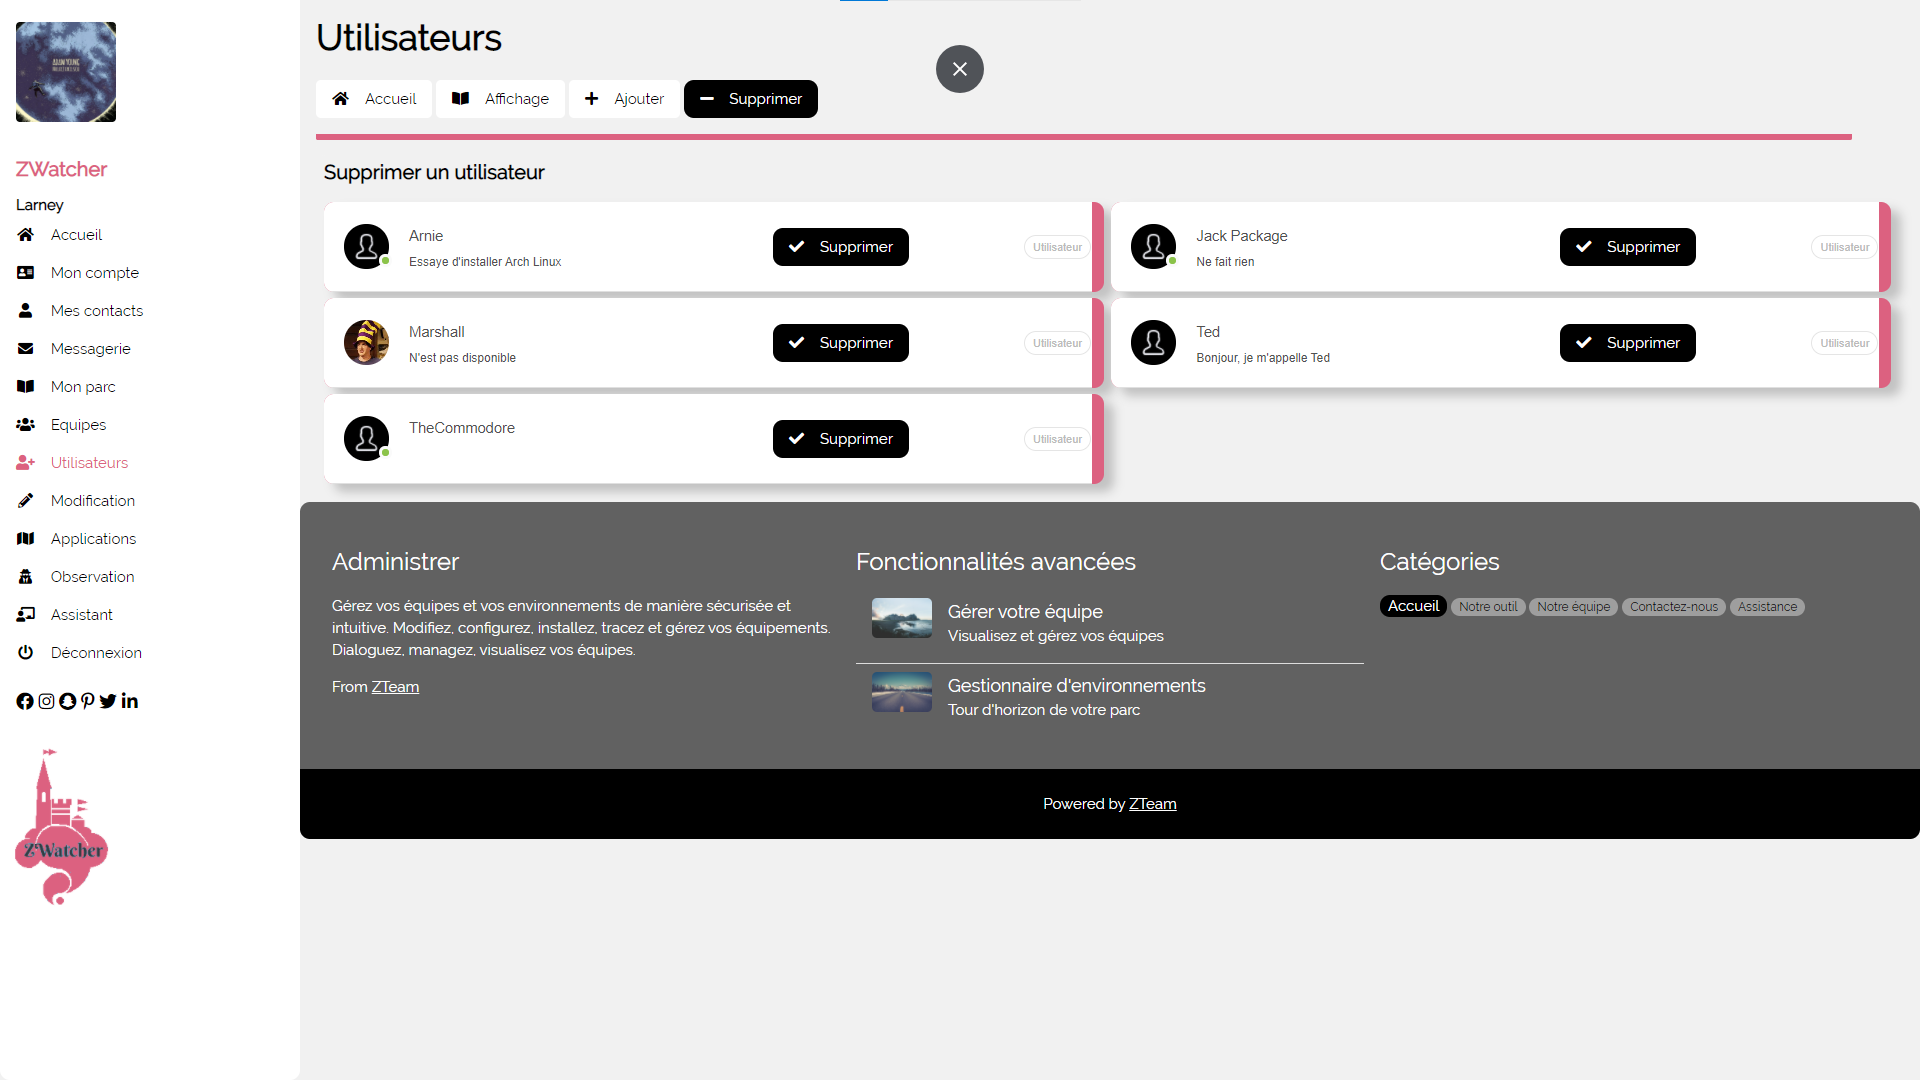 ZWatcher
Larney
Accueil
Mon compte
Mes contacts
Messagerie
Mon parc
Equipes
Utilisateurs
Modification
Applications
Observation
Assistant
Déconnexion
ZWatcher
Utilisateurs
Accueil
Affichage
Ajouter
Supprimer
Supprimer un utilisateur
Arnie
Essaye d'installer Arch Linux
Supprimer
Utilisateur
Jack Package
Ne fait rien
Supprimer
Utilisateur
Marshall
N'est pas disponible
Supprimer
Utilisateur
Ted
Bonjour, je m'appelle Ted
Supprimer
Utilisateur
TheCommodore
Supprimer
Utilisateur
Administrer
Gérez vos équipes et vos environnements de manière sécurisée et
intuitive. Modifiez, configurez, installez, tracez et gérez vos équipements.
Dialoguez, managez, visualisez vos équipes.
From ZTeam
Fonctionnalités avancées
Gérer votre équipe
Visualisez et gérez vos équipes
Gestionnaire d'environnements
Tour d'horizon de votre parc
Catégories
Accueil Notre outil Notre équipe Contactez-nous Assistance
Powered by ZTeam